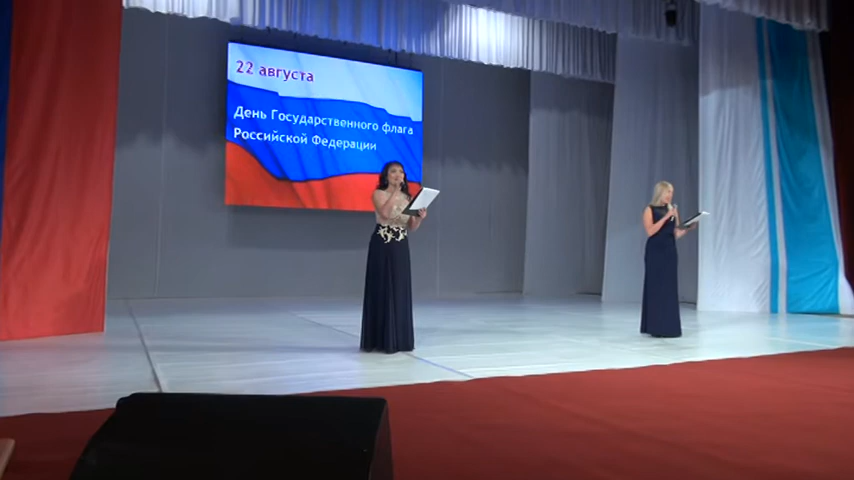 22 августа
День Государственного флага
Российской Федерации